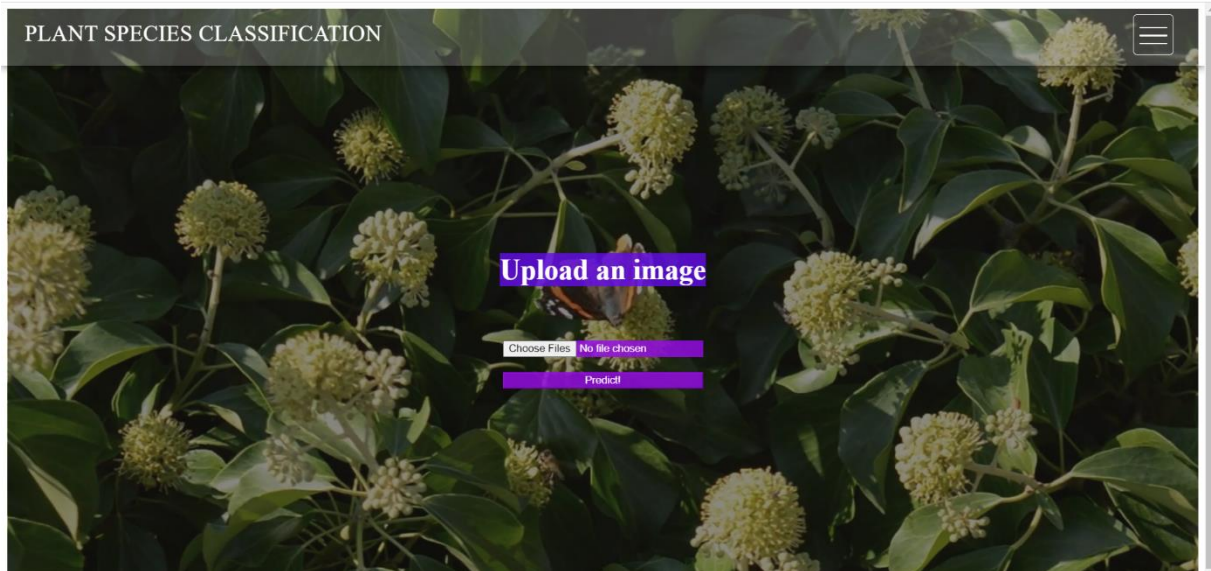 PLANT SPECIES CLASSIFICATION
Upload an image
Choose Files No file chosen
Predict!